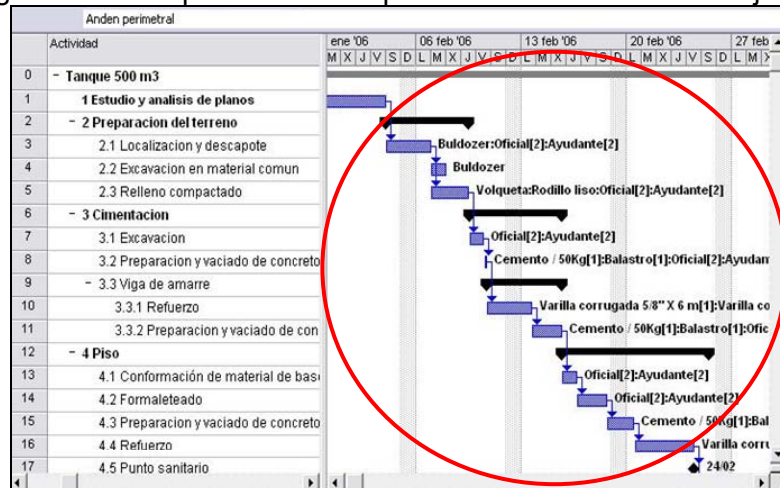 Anden perimetral
Actividad ene '06 06 feb '06 13 feb '06 20 feb '06 27 feb
M X J V S D L M X J V S D L M X J V S D L M X J V S D L M X
0 - Tanque 500 m3
1 1 Estudio y analisis de planos
2 - 2 Preparacion del terreno
3 2.1 Localizacion y descapote Buldozer:Oficial[2]:Ayudante[2]
4 2.2 Excavacion en material comun Buldozer
5 2.3 Relleno compactado Volqueta:Rodillo liso:Oficial[2]:Ayudante[2]
6 - 3 Cimentacion
7 3.1 Excavacion Oficial[2]:Ayudante[2]
8 3.2 Preparacion y vaciado de concreto Cemento / 50Kg[1]:Balastro[1]:Oficial[2]:Ayudan
9 - 3.3 Viga de amarre
10 3.3.1 Refuerzo Varilla corrugada 5/8" X 6 m[1]:Varilla co
11 3.3.2 Preparacion y vaciado de con Cemento / 50Kg[1]:Balastro[1]:Ofic
12 - 4 Piso
13 4.1 Conformación de material de base Oficial[2]:Ayudante[2]
14 4.2 Formaleteado Oficial[2]:Ayudante[2]
15 4.3 Preparacion y vaciado de concreto Cemento / 50Kg[1]:Bal
16 4.4 Refuerzo Varilla corru
17 4.5 Punto sanitario 24/02